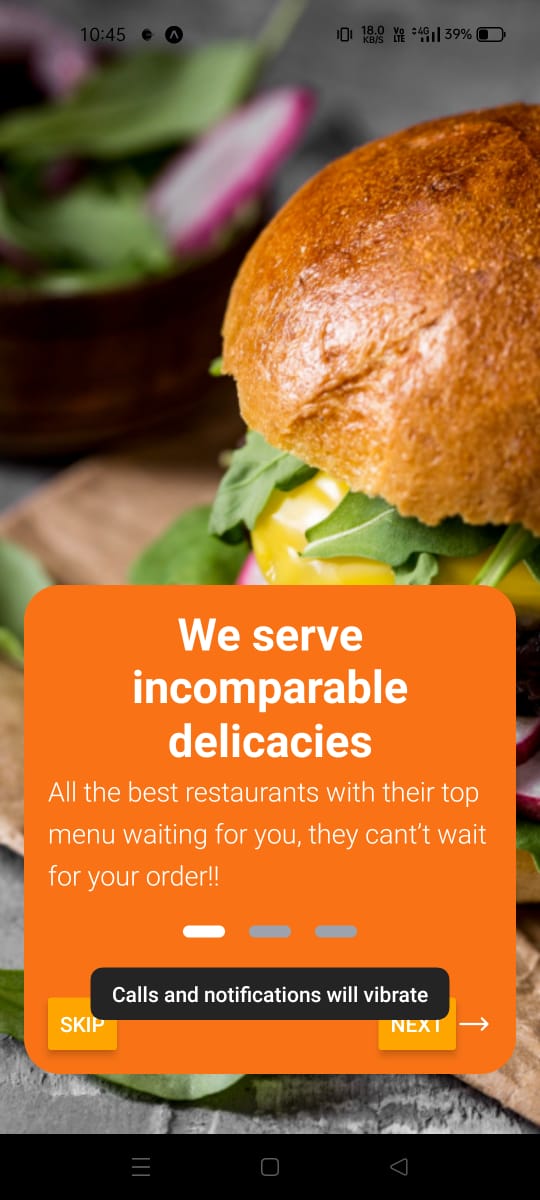 10:45 18.0 KB/S Vo LTE 4G 39%
We serve
incomparable
delicacies
All the best restaurants with their top
menu waiting for you, they cant't wait
for your order!!
Calls and notifications will vibrate
SKIP NEXT